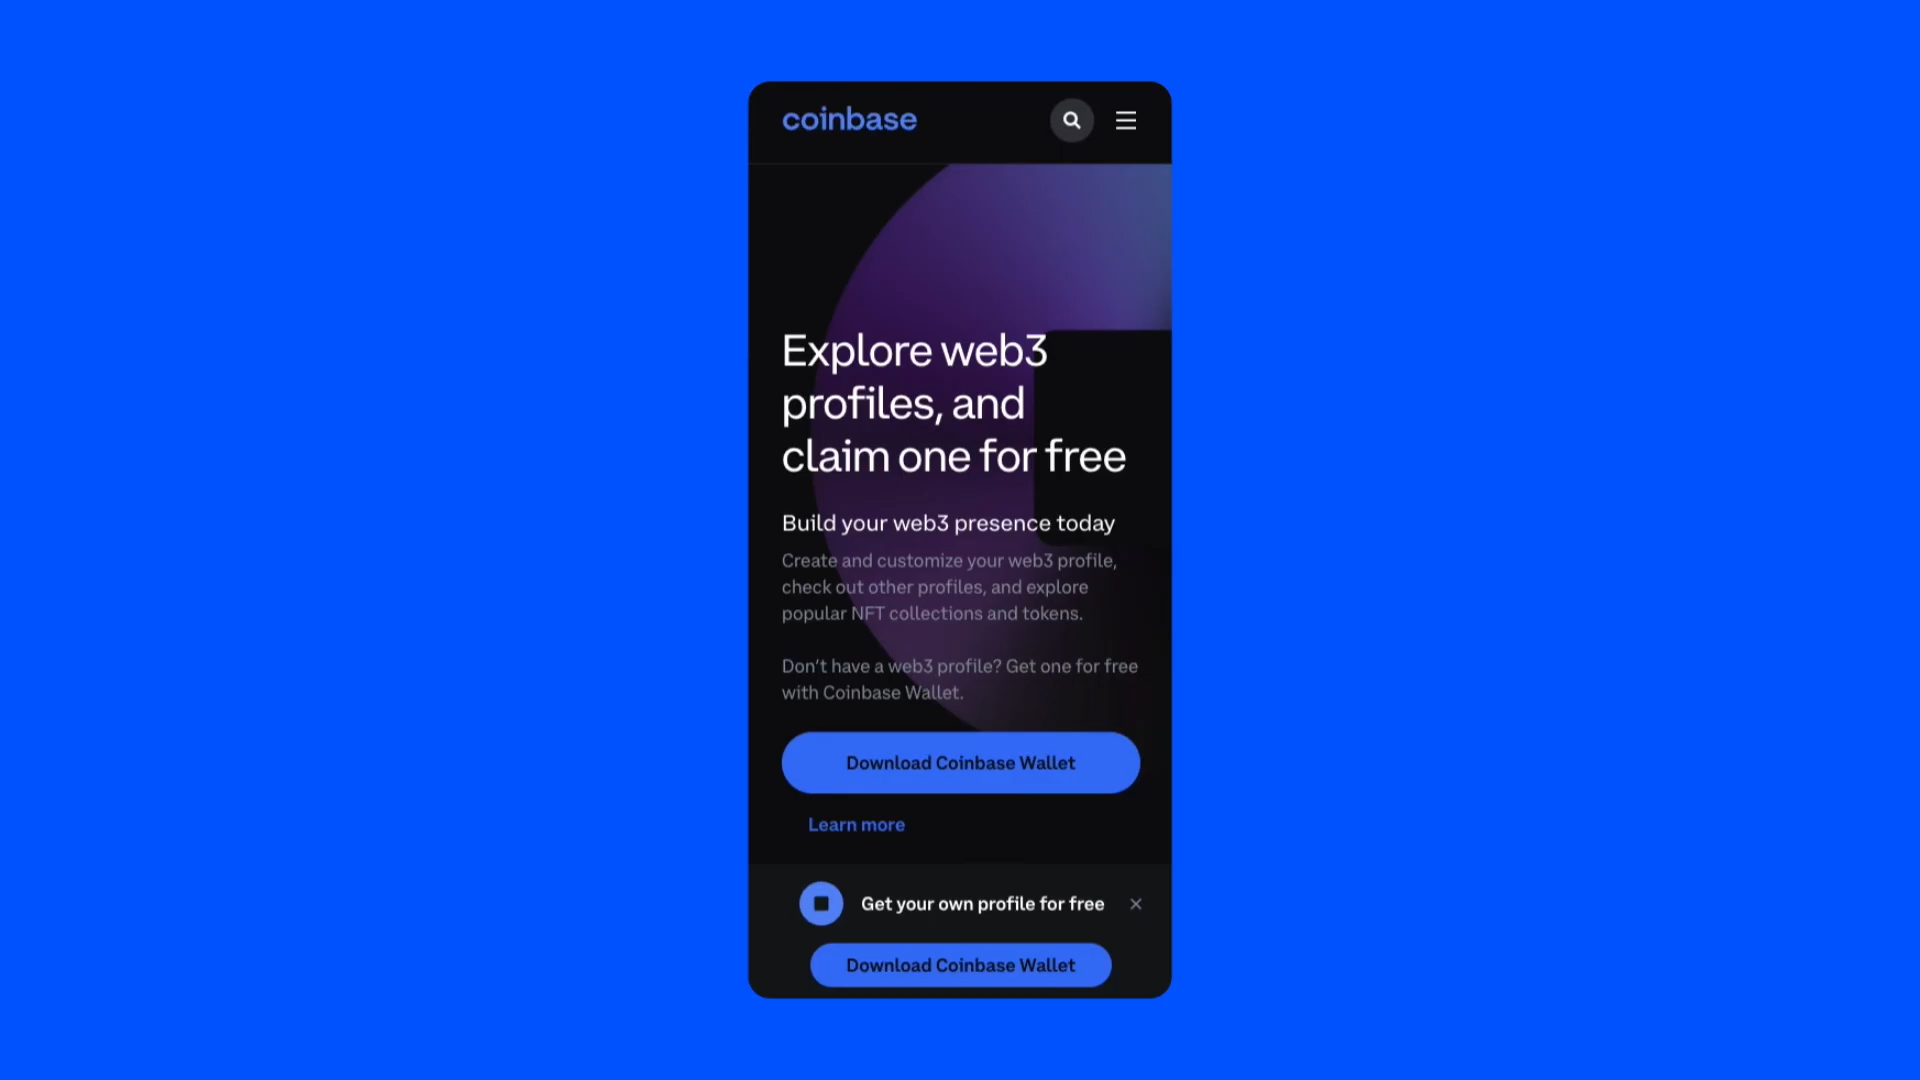 coinbase
Explore web3
profiles, and
claim one for free
Build your web3 presence today
Create and customize your web3 profile,
check out other profiles, and explore
popular NFT collections and tokens.
Don’t have a web3 profile? Get one for free
with Coinbase Wallet.
Download Coinbase Wallet
Learn more
Get your own profile for free
Download Coinbase Wallet